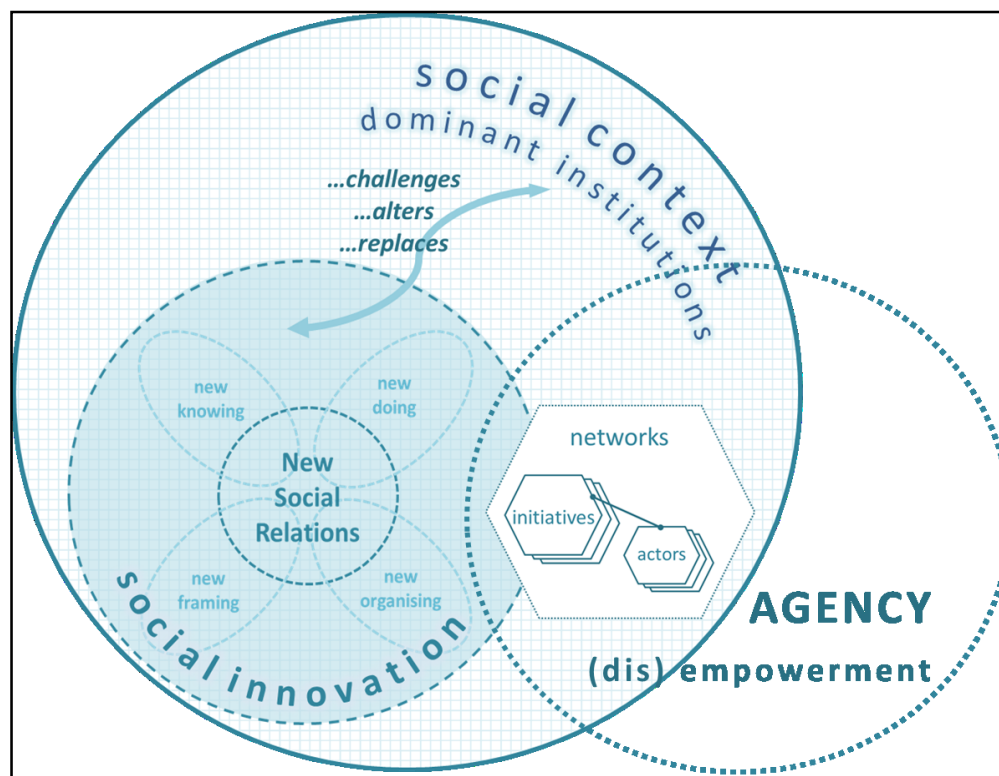 social context
dominant institutions
...challenges
...alters
...replaces
new
knowing
new
doing
New
Social
Relations
new
framing
new
organising
social innovation
networks
initiatives
actors
AGENCY
(dis) empowerment